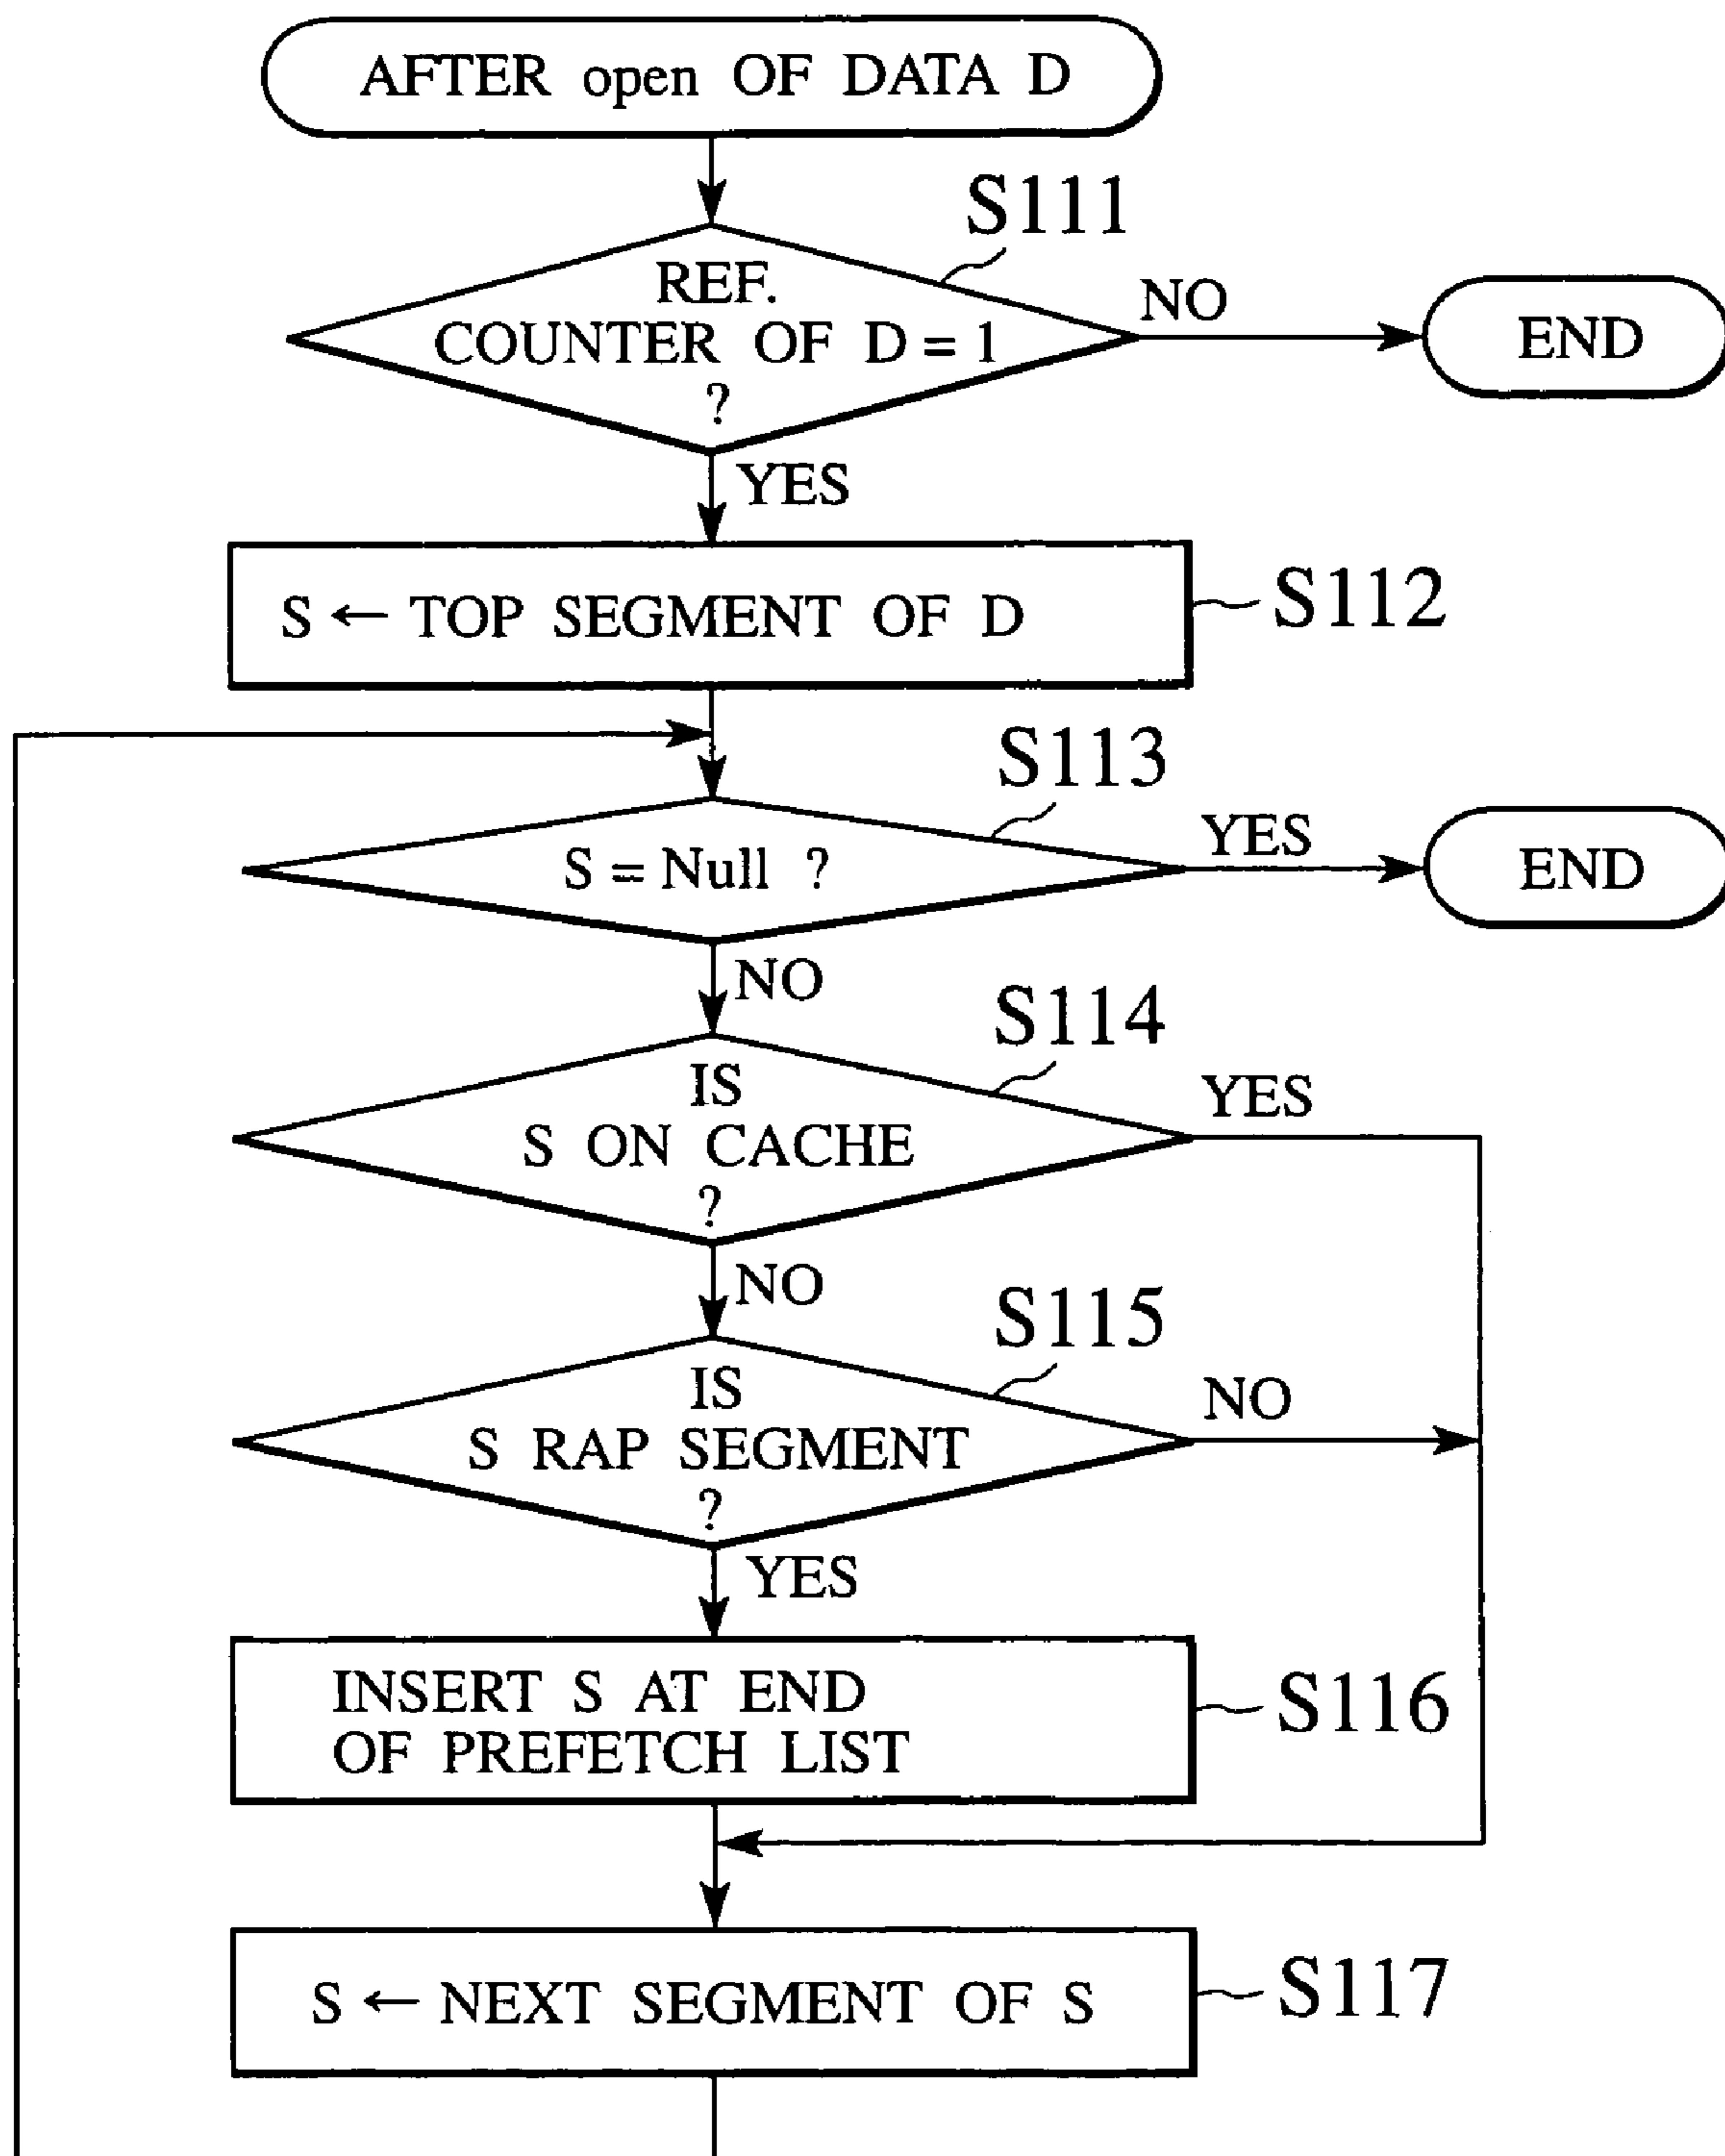 AFTER open OF DATA D
S111
REF.
COUNTER OF D = 1
?
NO
END
YES
S ← TOP SEGMENT OF D
S112
S113
S = Null ?
YES
END
NO
S114
IS
S ON CACHE
?
YES
NO
S115
IS
S RAP SEGMENT
?
NO
YES
INSERT S AT END
OF PREFETCH LIST
S116
S ← NEXT SEGMENT OF S
S117